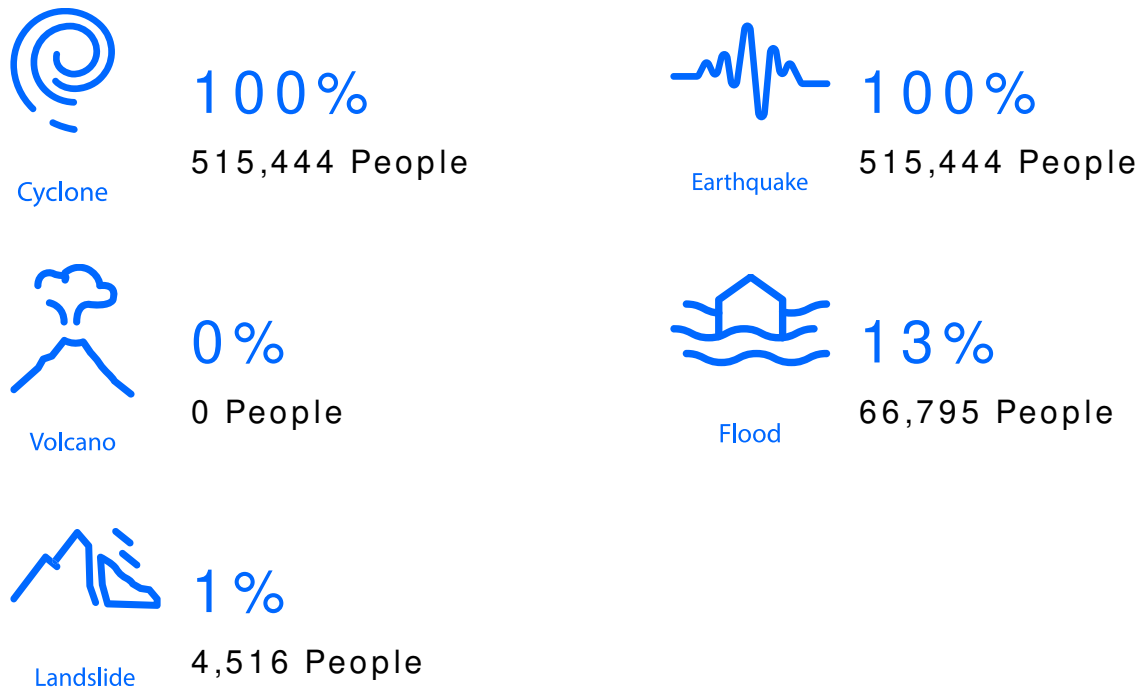 100%
515,444 People
Cyclone
100%
515,444 People
Earthquake
0%
0 People
Volcano
13%
66,795 People
Flood
1%
4,516 People
Landslide